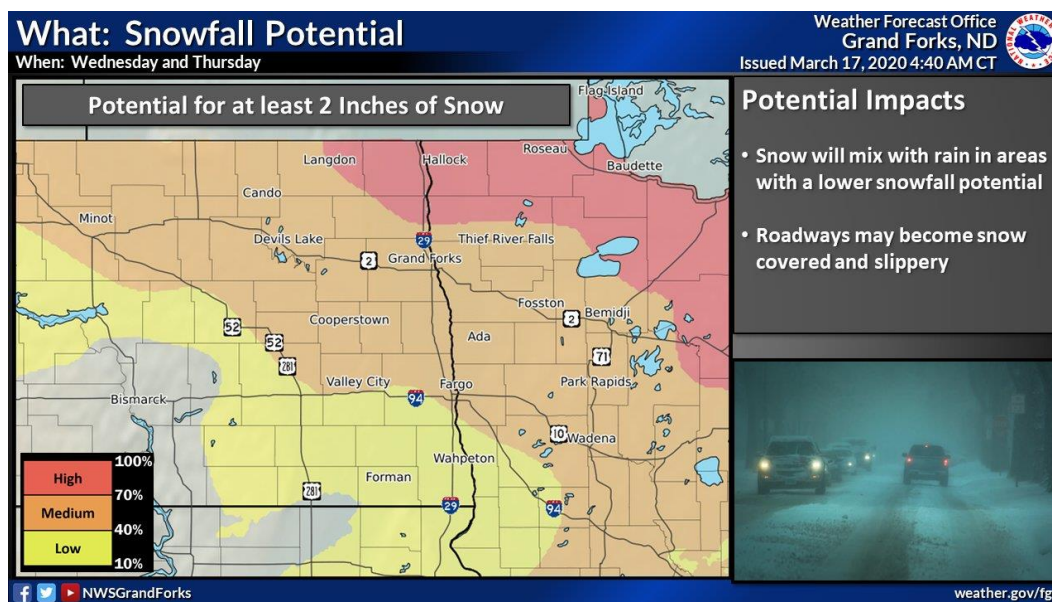 What: Snowfall Potential
When: Wednesday and Thursday
Weather Forecast Office
Grand Forks, ND
Issued March 17, 2020 4:40 AM CT
Potential for at least 2 Inches of Snow
Flag Island
Roseau
Langdon
Hallock
Baudette
Cando
Minot
Devils Lake
29
Thief River Falls
2
Grand Forks
Fosston
2
Bemidji
52
Cooperstown
52
Ada
281
71
Valley City
Fargo
Park Rapids
Bismarck
94
10
Wadena
Wahpeton
Forman
281
29
94
100%
High
70%
Medium
40%
Low
10%
Potential Impacts
• Snow will mix with rain in areas
with a lower snowfall potential
• Roadways may become snow
covered and slippery
NWSGrandForks
weather.gov/fg